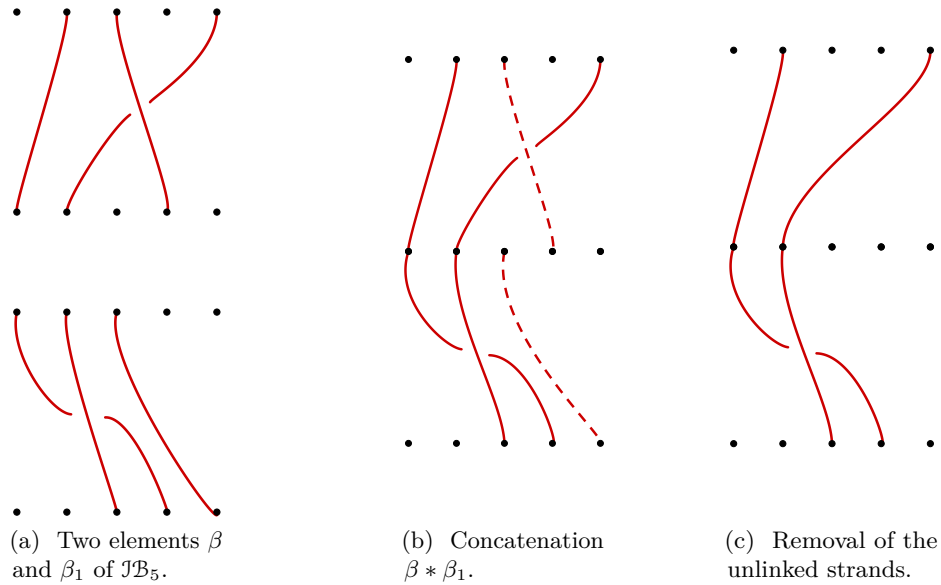 (a) Two elements β
and β₁ of ℐℬ₅.
(b) Concatenation
β ∗ β₁.
(c) Removal of the
unlinked strands.